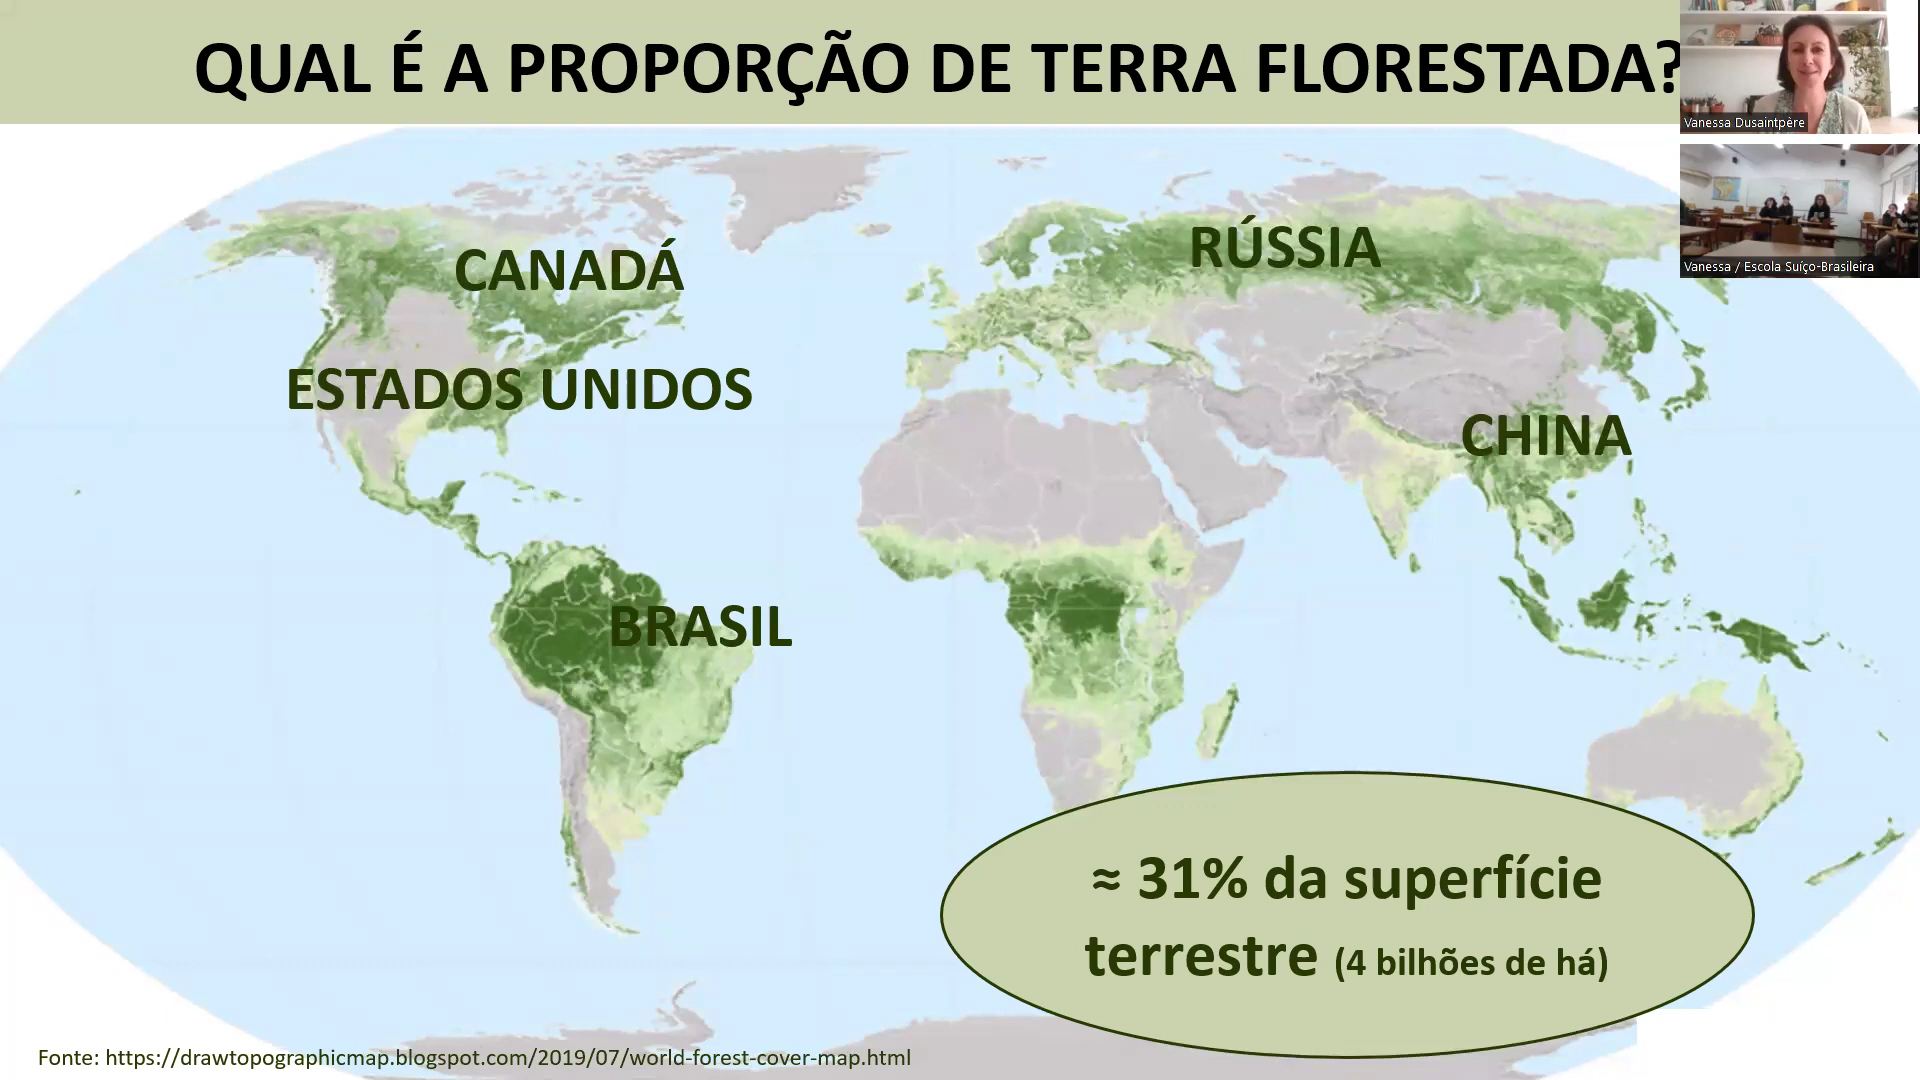 QUAL É A PROPORÇÃO DE TERRA FLORESTADA?
Vanessa Dusaintpère
Vanessa / Escola Suíço-Brasileira
CANADÁ
RÚSSIA
ESTADOS UNIDOS
CHINA
BRASIL
≈ 31% da superfície
terrestre (4 bilhões de há)
Fonte: https://drawtopographicmap.blogspot.com/2019/07/world-forest-cover-map.html